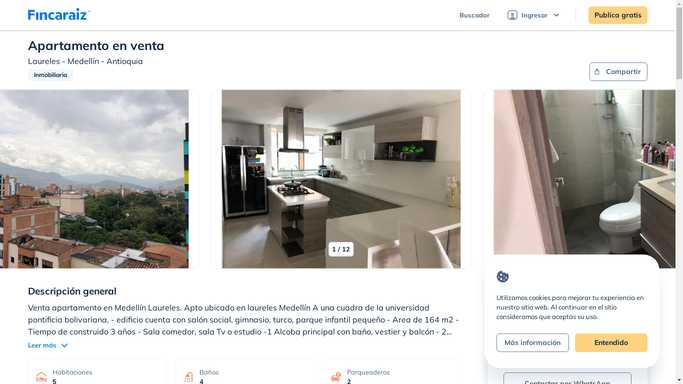 Fincaraiz
Buscador
Ingresar
Publica gratis
Apartamento en venta
Laureles - Medellín - Antioquia
Inmobiliaria
Compartir
1 / 12
Descripción general
Venta apartamento en Medellín Laureles. Apto ubicado en laureles Medellín A una cuadra de la universidad
pontificia bolivariana, - edificio cuenta con salón social, gimnasio, turco, parque infantil pequeño - Area de 164 m2 -
Tiempo de construido 3 años - Sala comedor, sala Tv o estudio -1 Alcoba principal con baño, vestier y balcón - 2...
Leer más
Habitaciones
5
Baños
4
Parqueaderos
2
Utilizamos cookies para mejorar tu experiencia en
nuestro sitio web. Al continuar en el sitio
consideramos que aceptas su uso.
Más información
Entendido
Contactar por WhatsApp